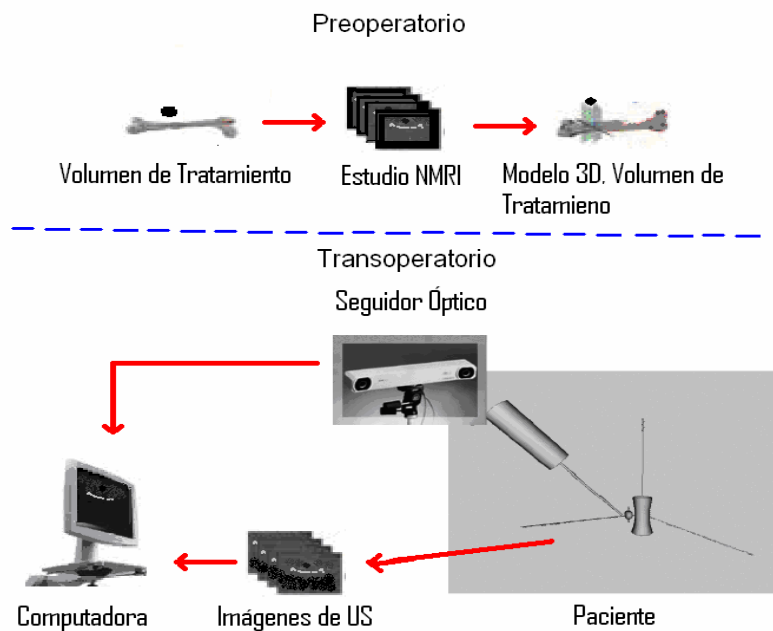 Preoperatorio
Volumen de Tratamiento
Estudio NMRI
Modelo 3D, Volumen de
Tratamieno
Transoperatorio
Seguidor Óptico
Computadora
Imágenes de US
Paciente